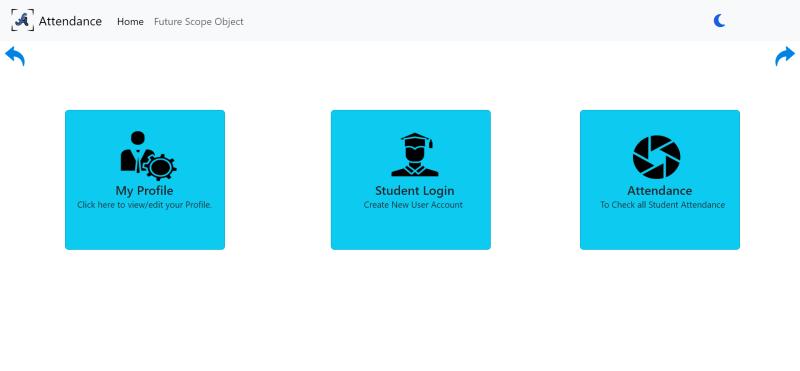 Attendance Home Future Scope Object
My Profile
Click here to view/edit your Profile.
Student Login
Create New User Account
Attendance
To Check all Student Attendance